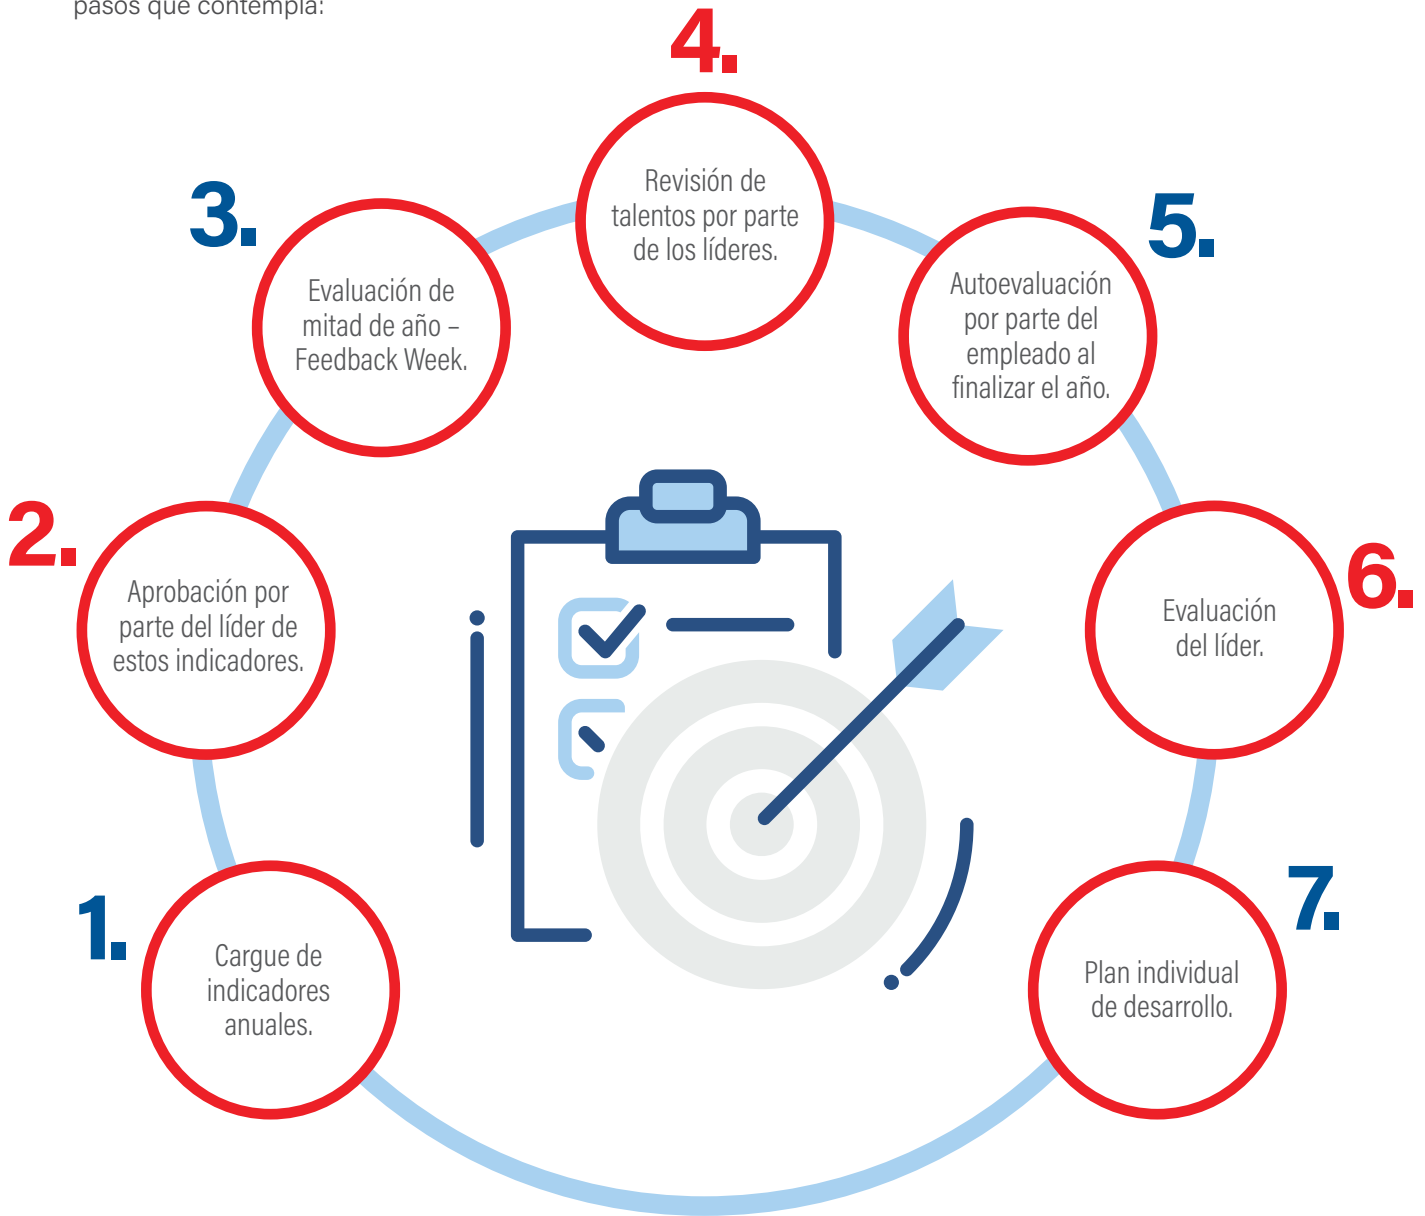 pasos que contempla:
1.
Cargue de
indicadores
anuales.
2.
Aprobación por
parte del líder de
estos indicadores.
3.
Evaluación de
mitad de año –
Feedback Week.
4.
Revisión de
talentos por parte
de los líderes.
5.
Autoevaluación
por parte del
empleado al
finalizar el año.
6.
Evaluación
del líder.
7.
Plan individual
de desarrollo.